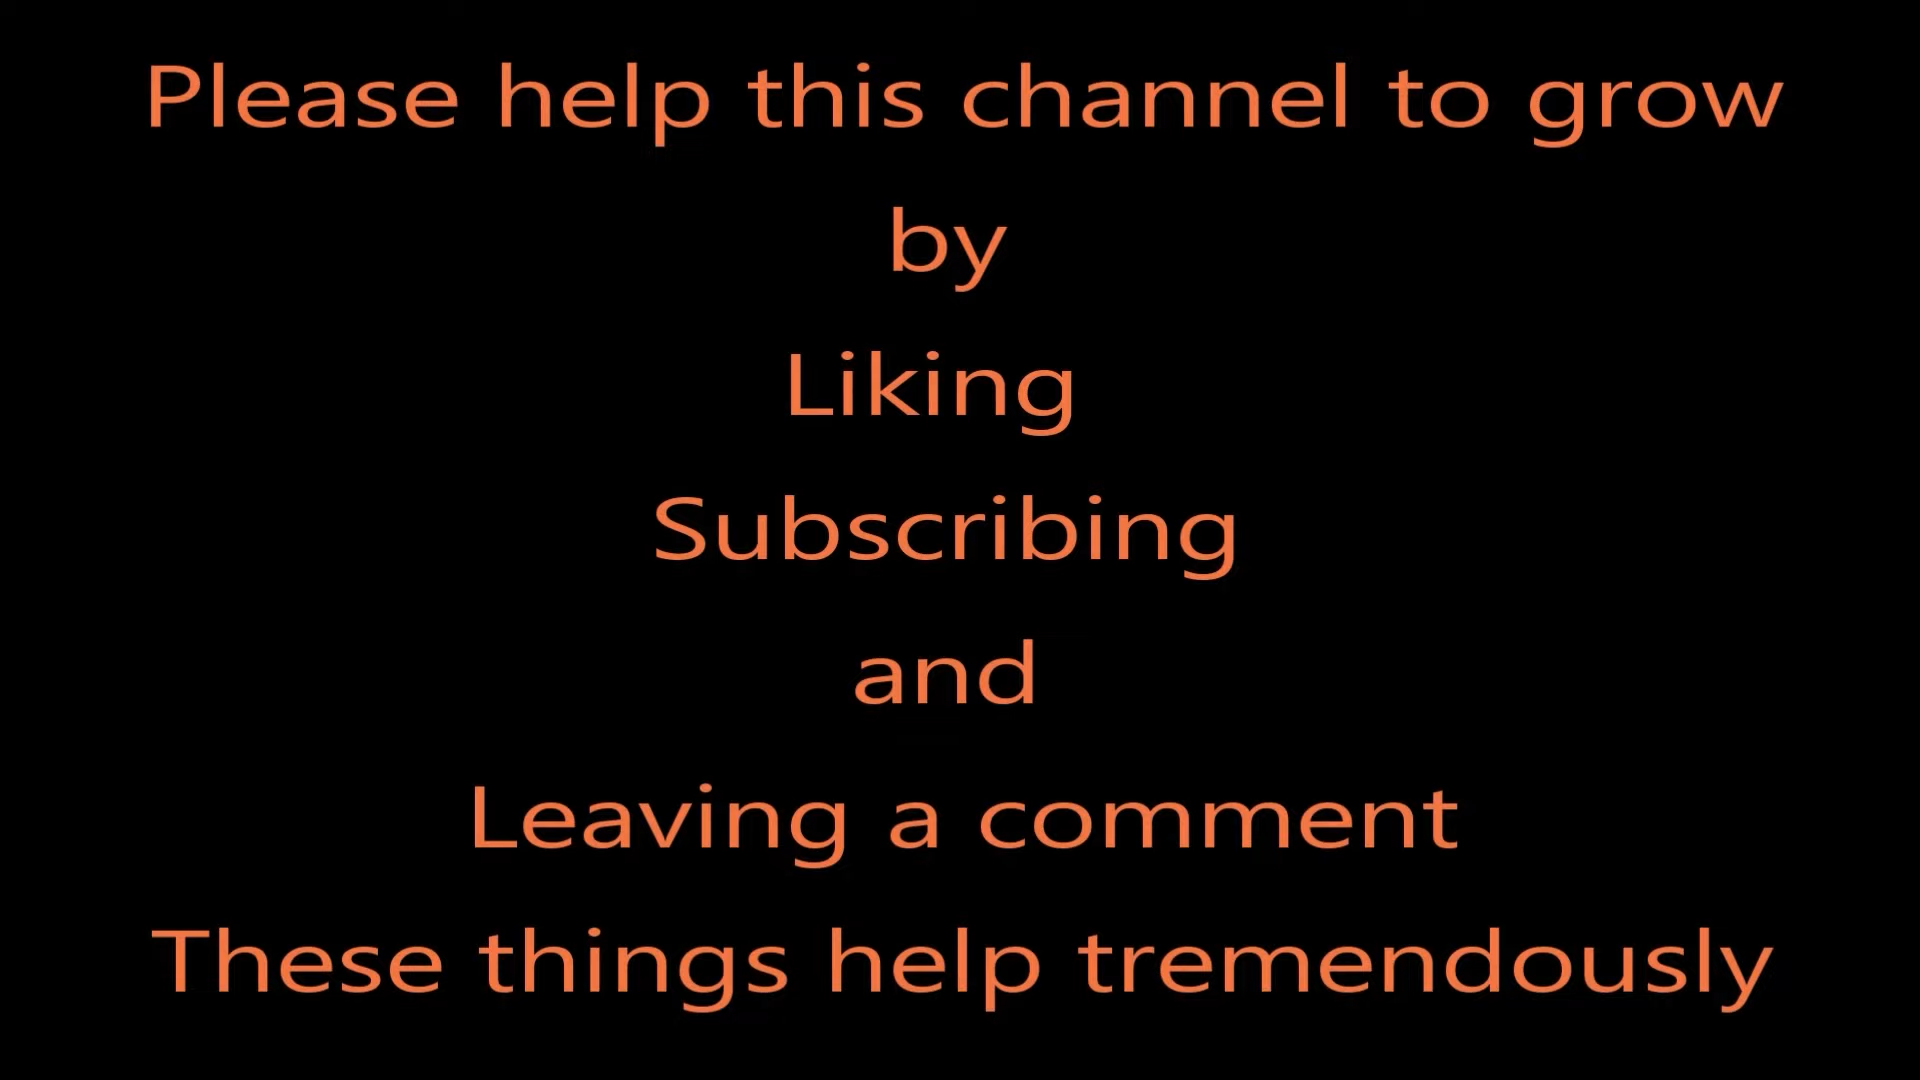 Please help this channel to grow
by
Liking
Subscribing
and
Leaving a comment
These things help tremendously